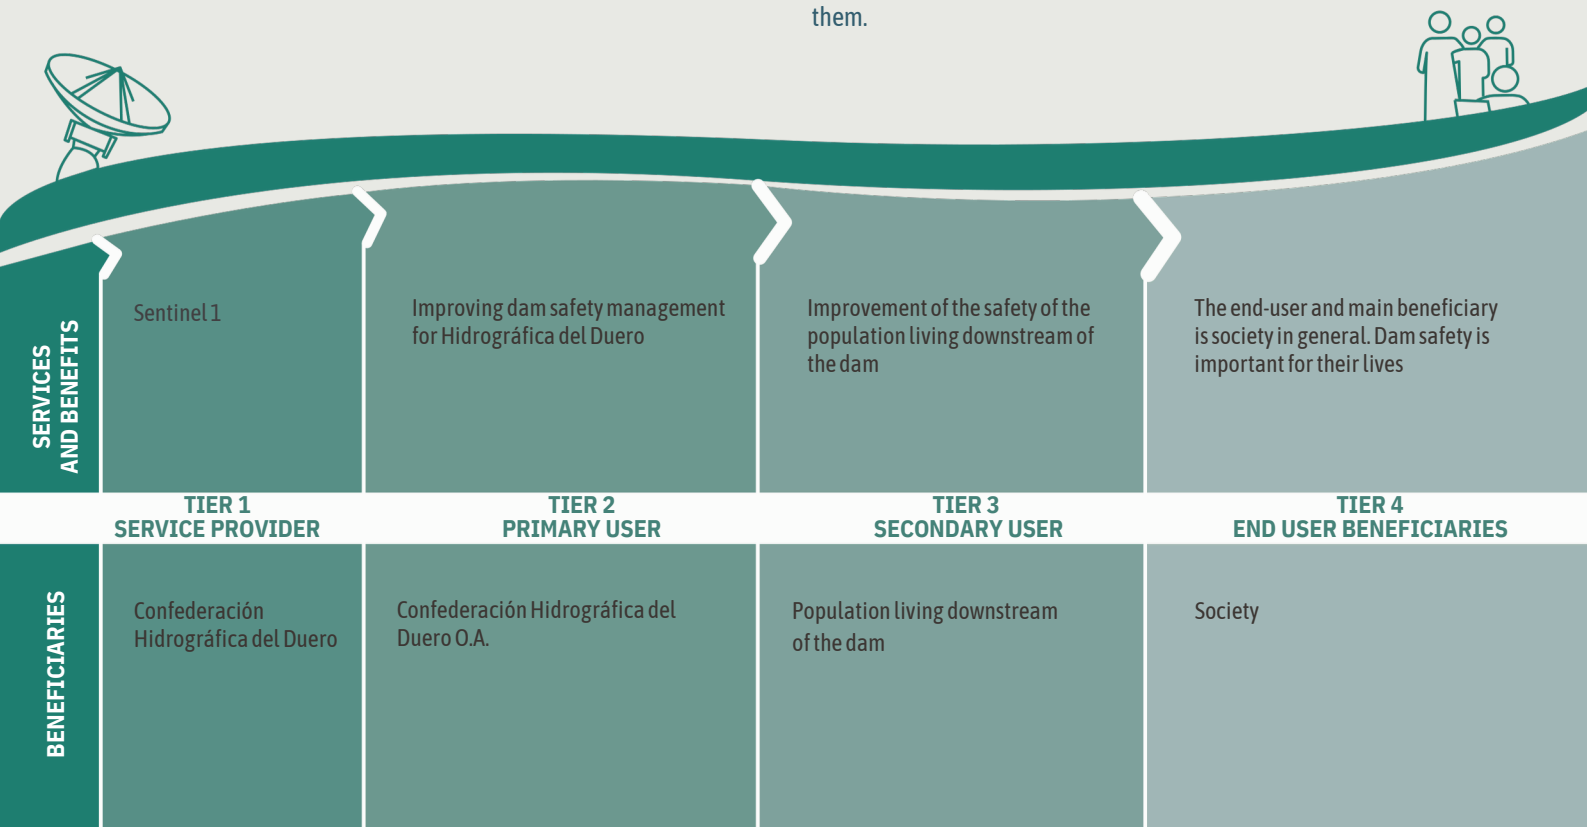 them.
SERVICES
AND BENEFITS
Sentinel 1
Improving dam safety management
for Hidrográfica del Duero
Improvement of the safety of the
population living downstream of
the dam
The end-user and main beneficiary
is society in general. Dam safety is
important for their lives
TIER 1
SERVICE PROVIDER
TIER 2
PRIMARY USER
TIER 3
SECONDARY USER
TIER 4
END USER BENEFICIARIES
BENEFICIARIES
Confederación
Hidrográfica del Duero
Confederación Hidrográfica del
Duero O.A.
Population living downstream
of the dam
Society